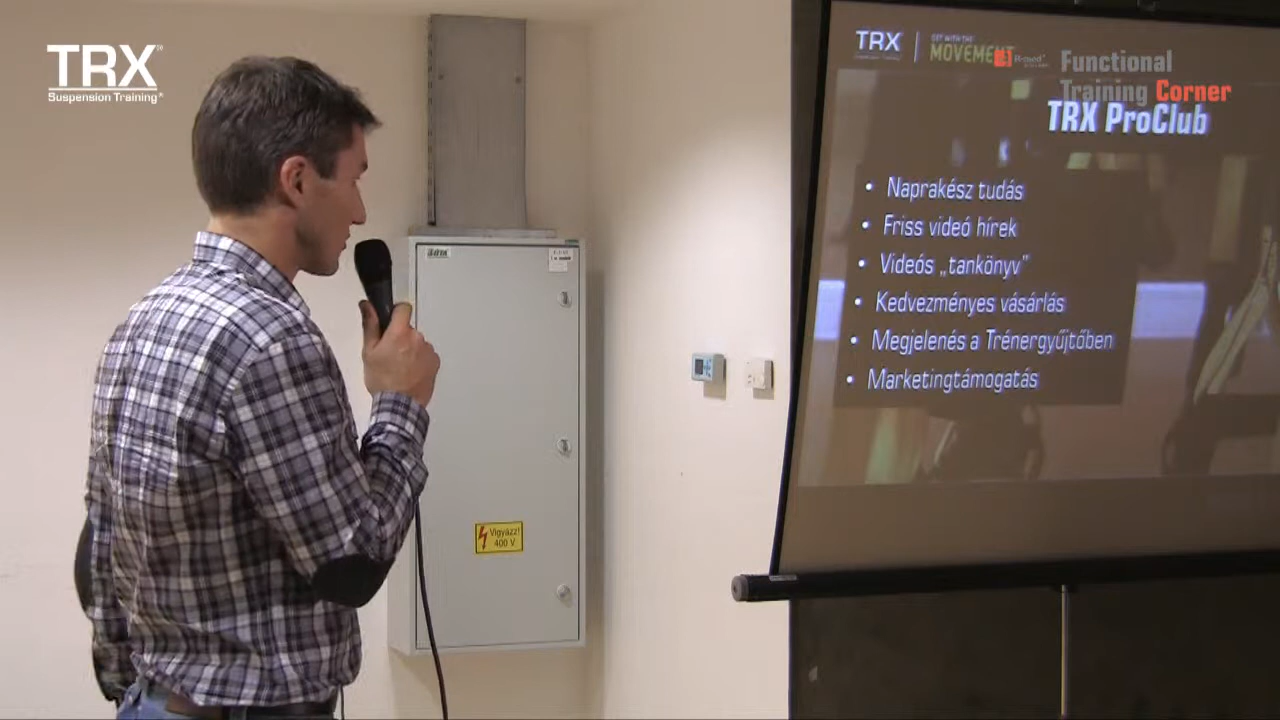 TRX
Suspension Training
TRX
MOVEMENT
Functional
Training Corner
TRX ProClub
• Naprakész tudás
• Friss videó hírek
• Videós „tankönyv”
• Kedvezményes vásárlás
• Megjelenés a Trénergyűjtőben
• Marketingtámogatás
Vigyázz!
400 V